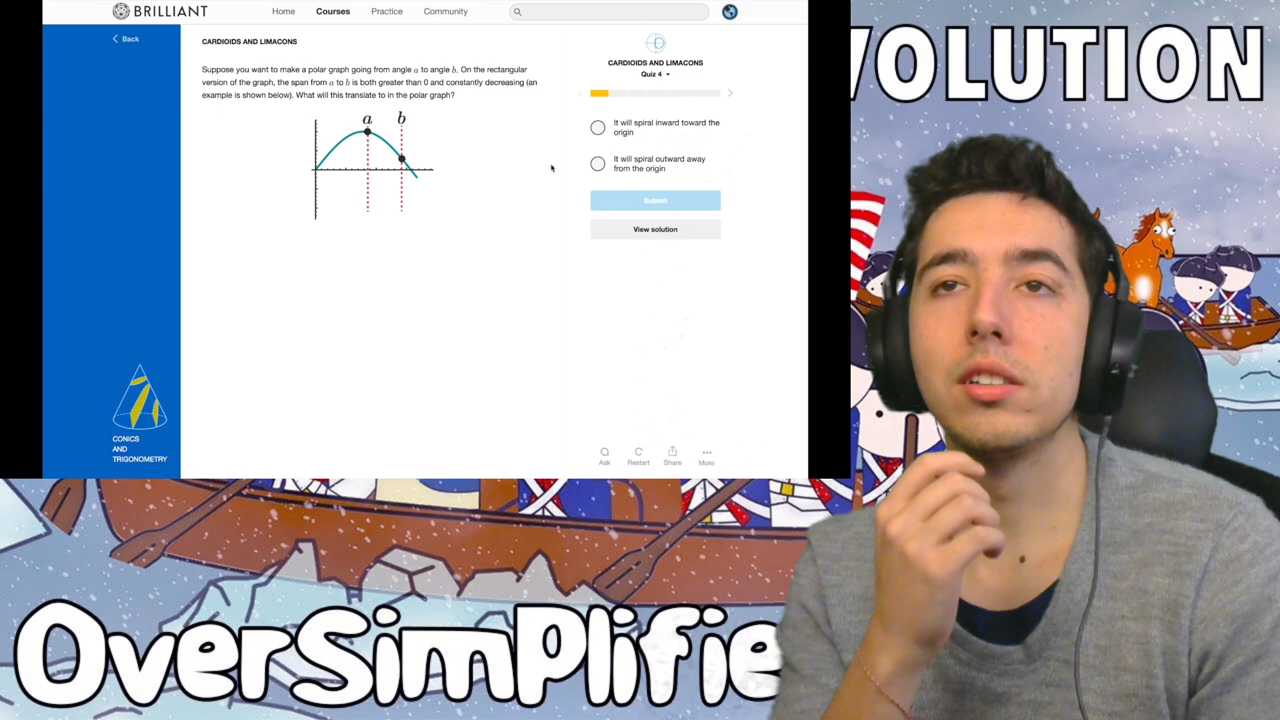 BRILLIANT
Home
Courses
Practice
Community
Back
CARDIOIDS AND LIMACONS
Suppose you want to make a polar graph going from angle a to angle b. On the rectangular
version of the graph, the span from a to b is both greater than 0 and constantly decreasing (an
example is shown below). What will this translate to in the polar graph?
a
b
CARDIOIDS AND LIMACONS
Quiz 4
It will spiral inward toward the
origin
It will spiral outward away
from the origin
Submit
View solution
Ask
Restart
Share
More
CONICS
AND
TRIGONOMETRY
VOLUTION
OverSimplifie